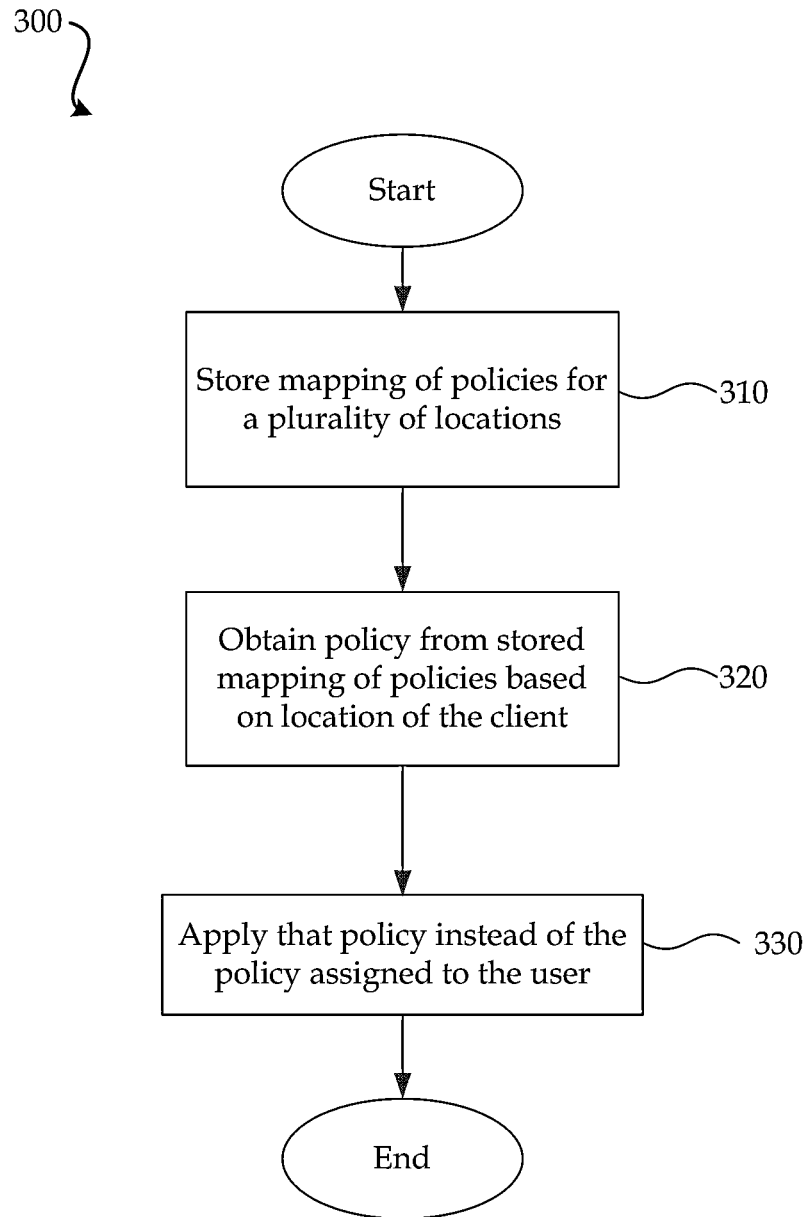 300
Start
Store mapping of policies for
a plurality of locations
310
Obtain policy from stored
mapping of policies based
on location of the client
320
Apply that policy instead of the
policy assigned to the user
330
End